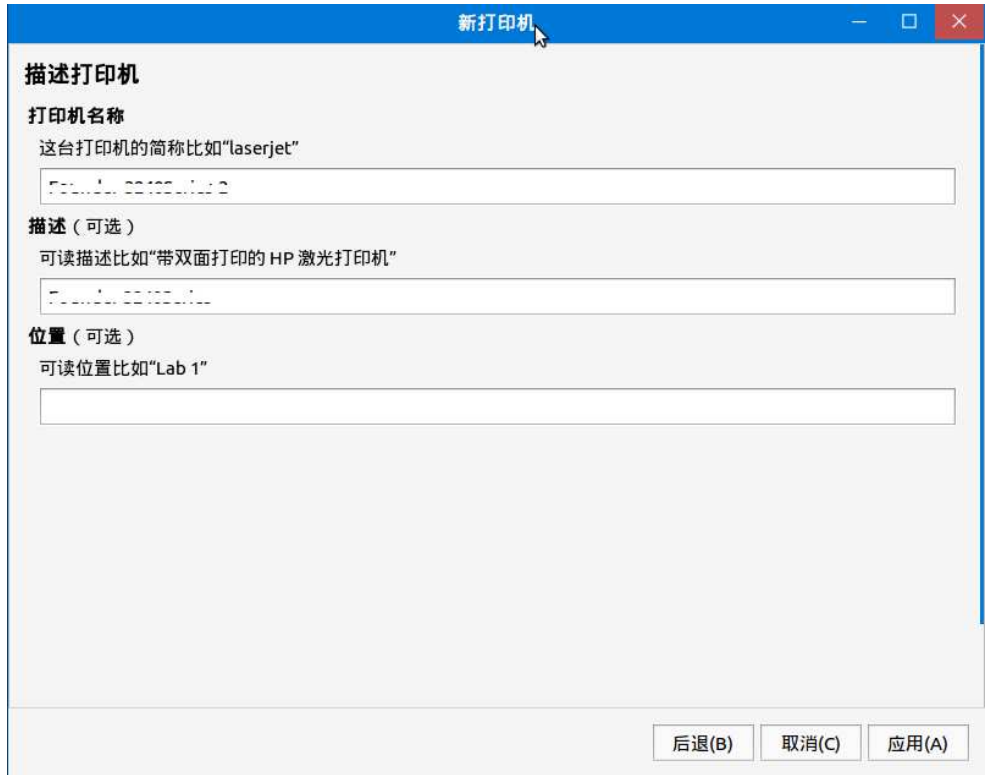 新打印机
描述打印机
打印机名称
这台打印机的简称比如“laserjet”
描述（可选）
可读描述比如“带双面打印的 HP 激光打印机”
位置（可选）
可读位置比如“Lab 1”
后退(B)
取消(C)
应用(A)